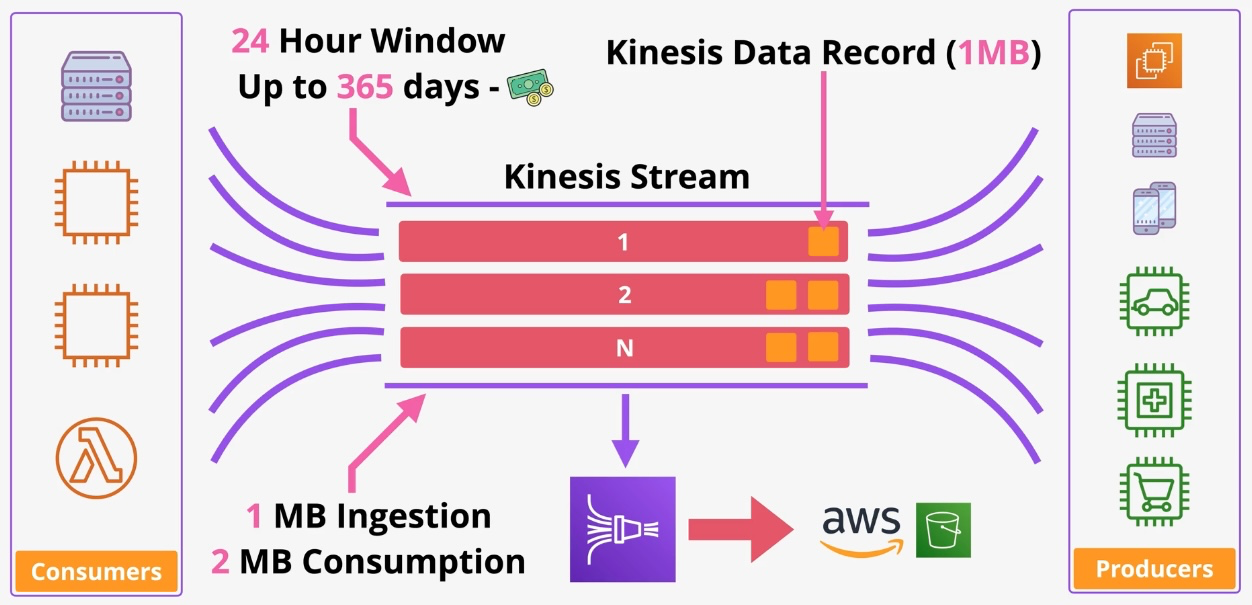 24 Hour Window
Up to 365 days -
Kinesis Data Record (1MB)
Kinesis Stream
1
2
N
1 MB Ingestion
2 MB Consumption
aws
Consumers
Producers